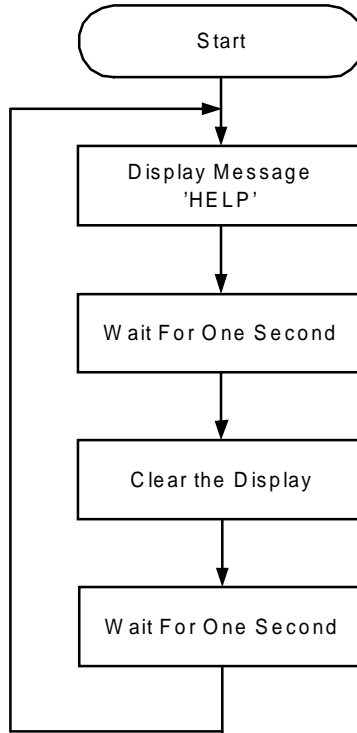 Start
Display Message
'HELP'
Wait For One Second
Clear the Display
Wait For One Second